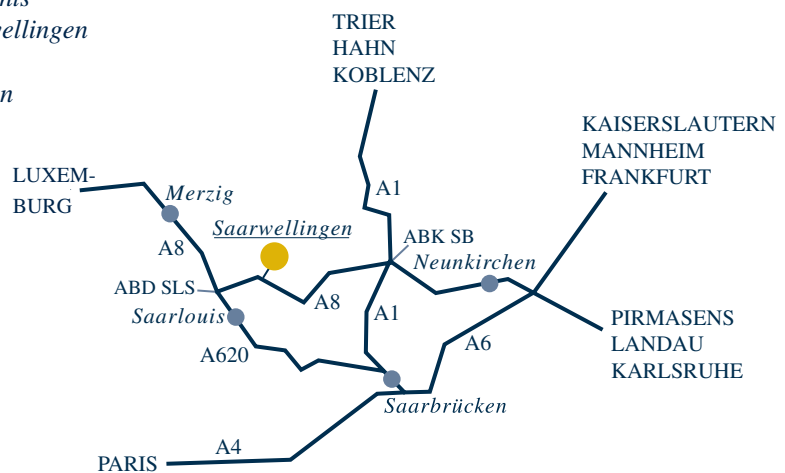 TRIER
HAHN
KOBLENZ
KAISERSLAUTERN
MANNHEIM
FRANKFURT
LUXEM-
BURG
Merzig
A1
Saarwellingen
ABK SB
A8
Neunkirchen
ABD SLS
A8
Saarlouis
A1
PIRMASENS
LANDAU
KARLSRUHE
A620
A6
Saarbrücken
A4
PARIS